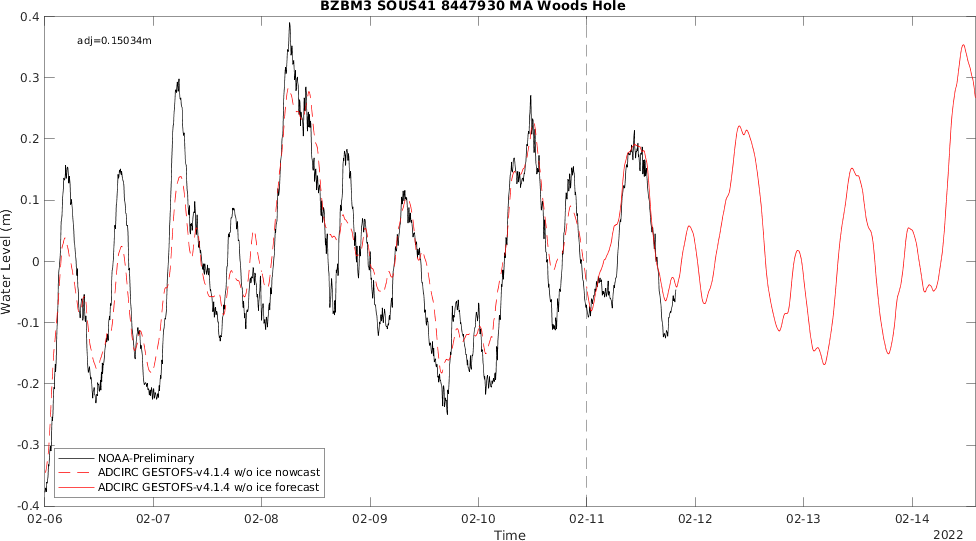 BZBM3 SOUS41 8447930 MA Woods Hole
adj=0.15034m
0.4
0.3
0.2
0.1
0
-0.1
-0.2
-0.3
-0.4
Water Level (m)
NOAA-Preliminary
ADCIRC GESTOFS-v4.1.4 w/o ice nowcast
ADCIRC GESTOFS-v4.1.4 w/o ice forecast
02-06 02-07 02-08 02-09 02-10 02-11 02-12 02-13 02-14
Time
2022